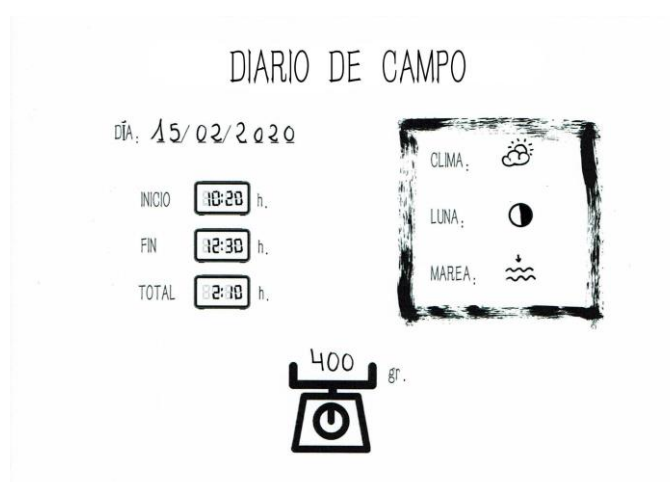 DIARIO DE CAMPO
DÍA: 15/02/2020
INICIO 10:20 h.
FIN 12:30 h.
TOTAL 2:10 h.
CLIMA:
LUNA:
MAREA:
400 gr.